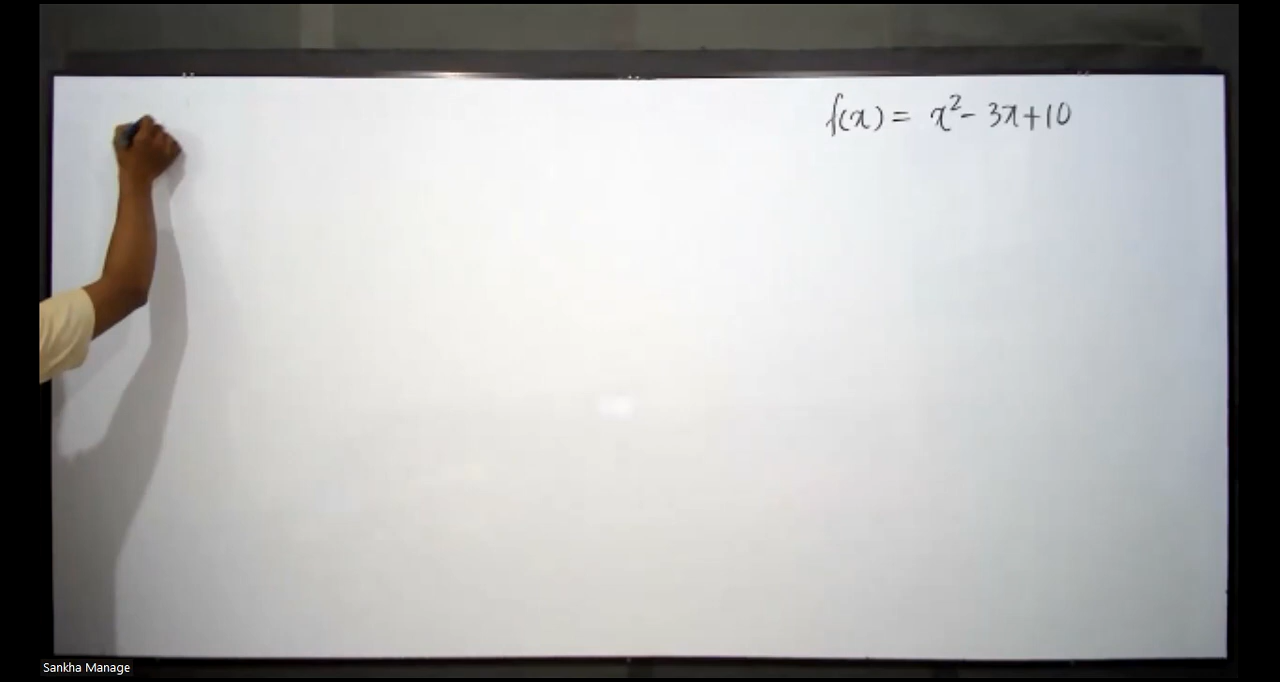 f(x) = x² - 3x + 10
Sankha Manage